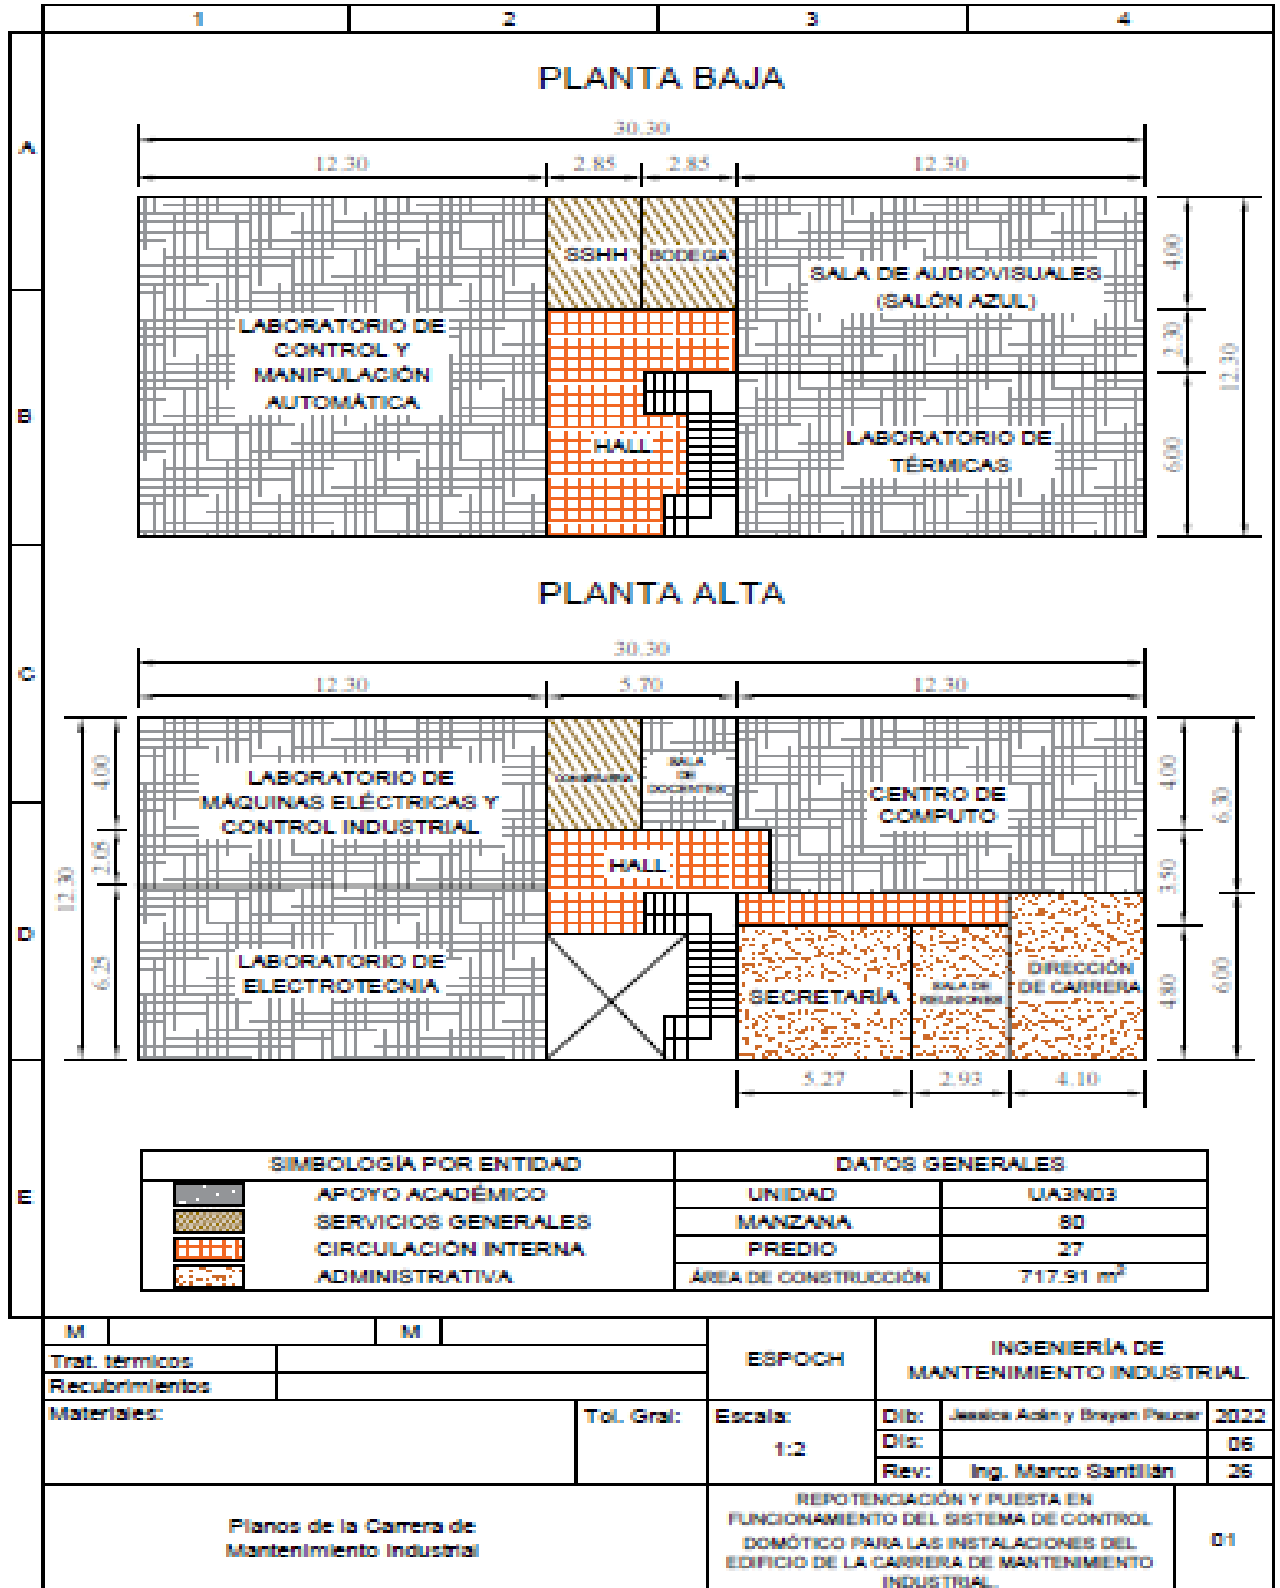 1 2 3 4
PLANTA BAJA
30.30
12.30 2.85 2.85 12.30
A
SSHH BODEGA
SALA DE AUDIOVISUALES
(SALÓN AZUL)
4.00
2.30
12.30
6.00
LABORATORIO DE
CONTROL Y
MANIPULACIÓN
AUTOMÁTICA
B
HALL
LABORATORIO DE
TÉRMICAS
PLANTA ALTA
C
30.30
12.30 5.70 12.30
4.00
2.05
12.30
6.25
LABORATORIO DE
MÁQUINAS ELÉCTRICAS Y
CONTROL INDUSTRIAL
SALA
DE
DOCENTES
CENTRO DE
COMPUTO
4.00
6.30
3.50
HALL
D
LABORATORIO DE
ELECTROTECNIA
SECRETARÍA
SALA DE
REUNIONES
DIRECCIÓN
DE CARRERA
4.80
6.00
5.27 2.93 4.10
E
SIMBOLOGÍA POR ENTIDAD
APOYO ACADÉMICO
SERVICIOS GENERALES
CIRCULACIÓN INTERNA
ADMINISTRATIVA
DATOS GENERALES
UNIDAD UA3N03
MANZANA 80
PREDIO 27
ÁREA DE CONSTRUCCIÓN 717.91 m²
M M
Trat. térmicos
Recubrimientos
Materiales: Tol. Gral:
ESPOCH
INGENIERÍA DE
MANTENIMIENTO INDUSTRIAL
Escala:
1:2
Dib: Jessica Adán y Brayan Paucar 2022
Dis: 06
Rev: Ing. Marco Santillán 26
Planos de la Carrera de
Mantenimiento Industrial
REPOTENCIACIÓN Y PUESTA EN
FUNCIONAMIENTO DEL SISTEMA DE CONTROL
DOMÓTICO PARA LAS INSTALACIONES DEL
EDIFICIO DE LA CARRERA DE MANTENIMIENTO
INDUSTRIAL.
01